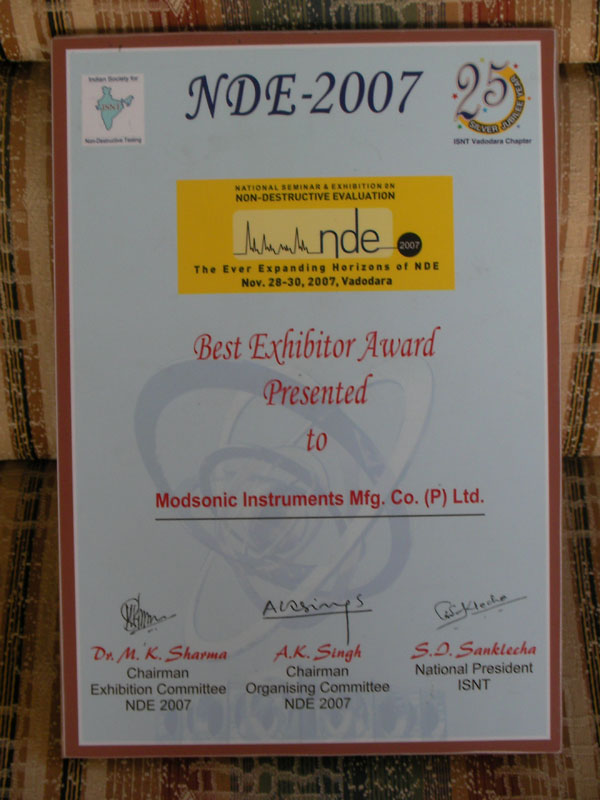 Indian Society for
ISNT
Non-Destructive Testing
NDE-2007
25
SILVER JUBILEE YEAR
ISNT Vadodara Chapter
NATIONAL SEMINAR & EXHIBITION ON
NON-DESTRUCTIVE EVALUATION
nde 2007
The Ever Expanding Horizons of NDE
Nov. 28-30, 2007, Vadodara
Best Exhibitor Award
Presented
to
Modsonic Instruments Mfg. Co. (P) Ltd.
Dr. M. K. Sharma
Chairman
Exhibition Committee
NDE 2007
A.K. Singh
Chairman
Organising Committee
NDE 2007
S.I. Sanklecha
National President
ISNT